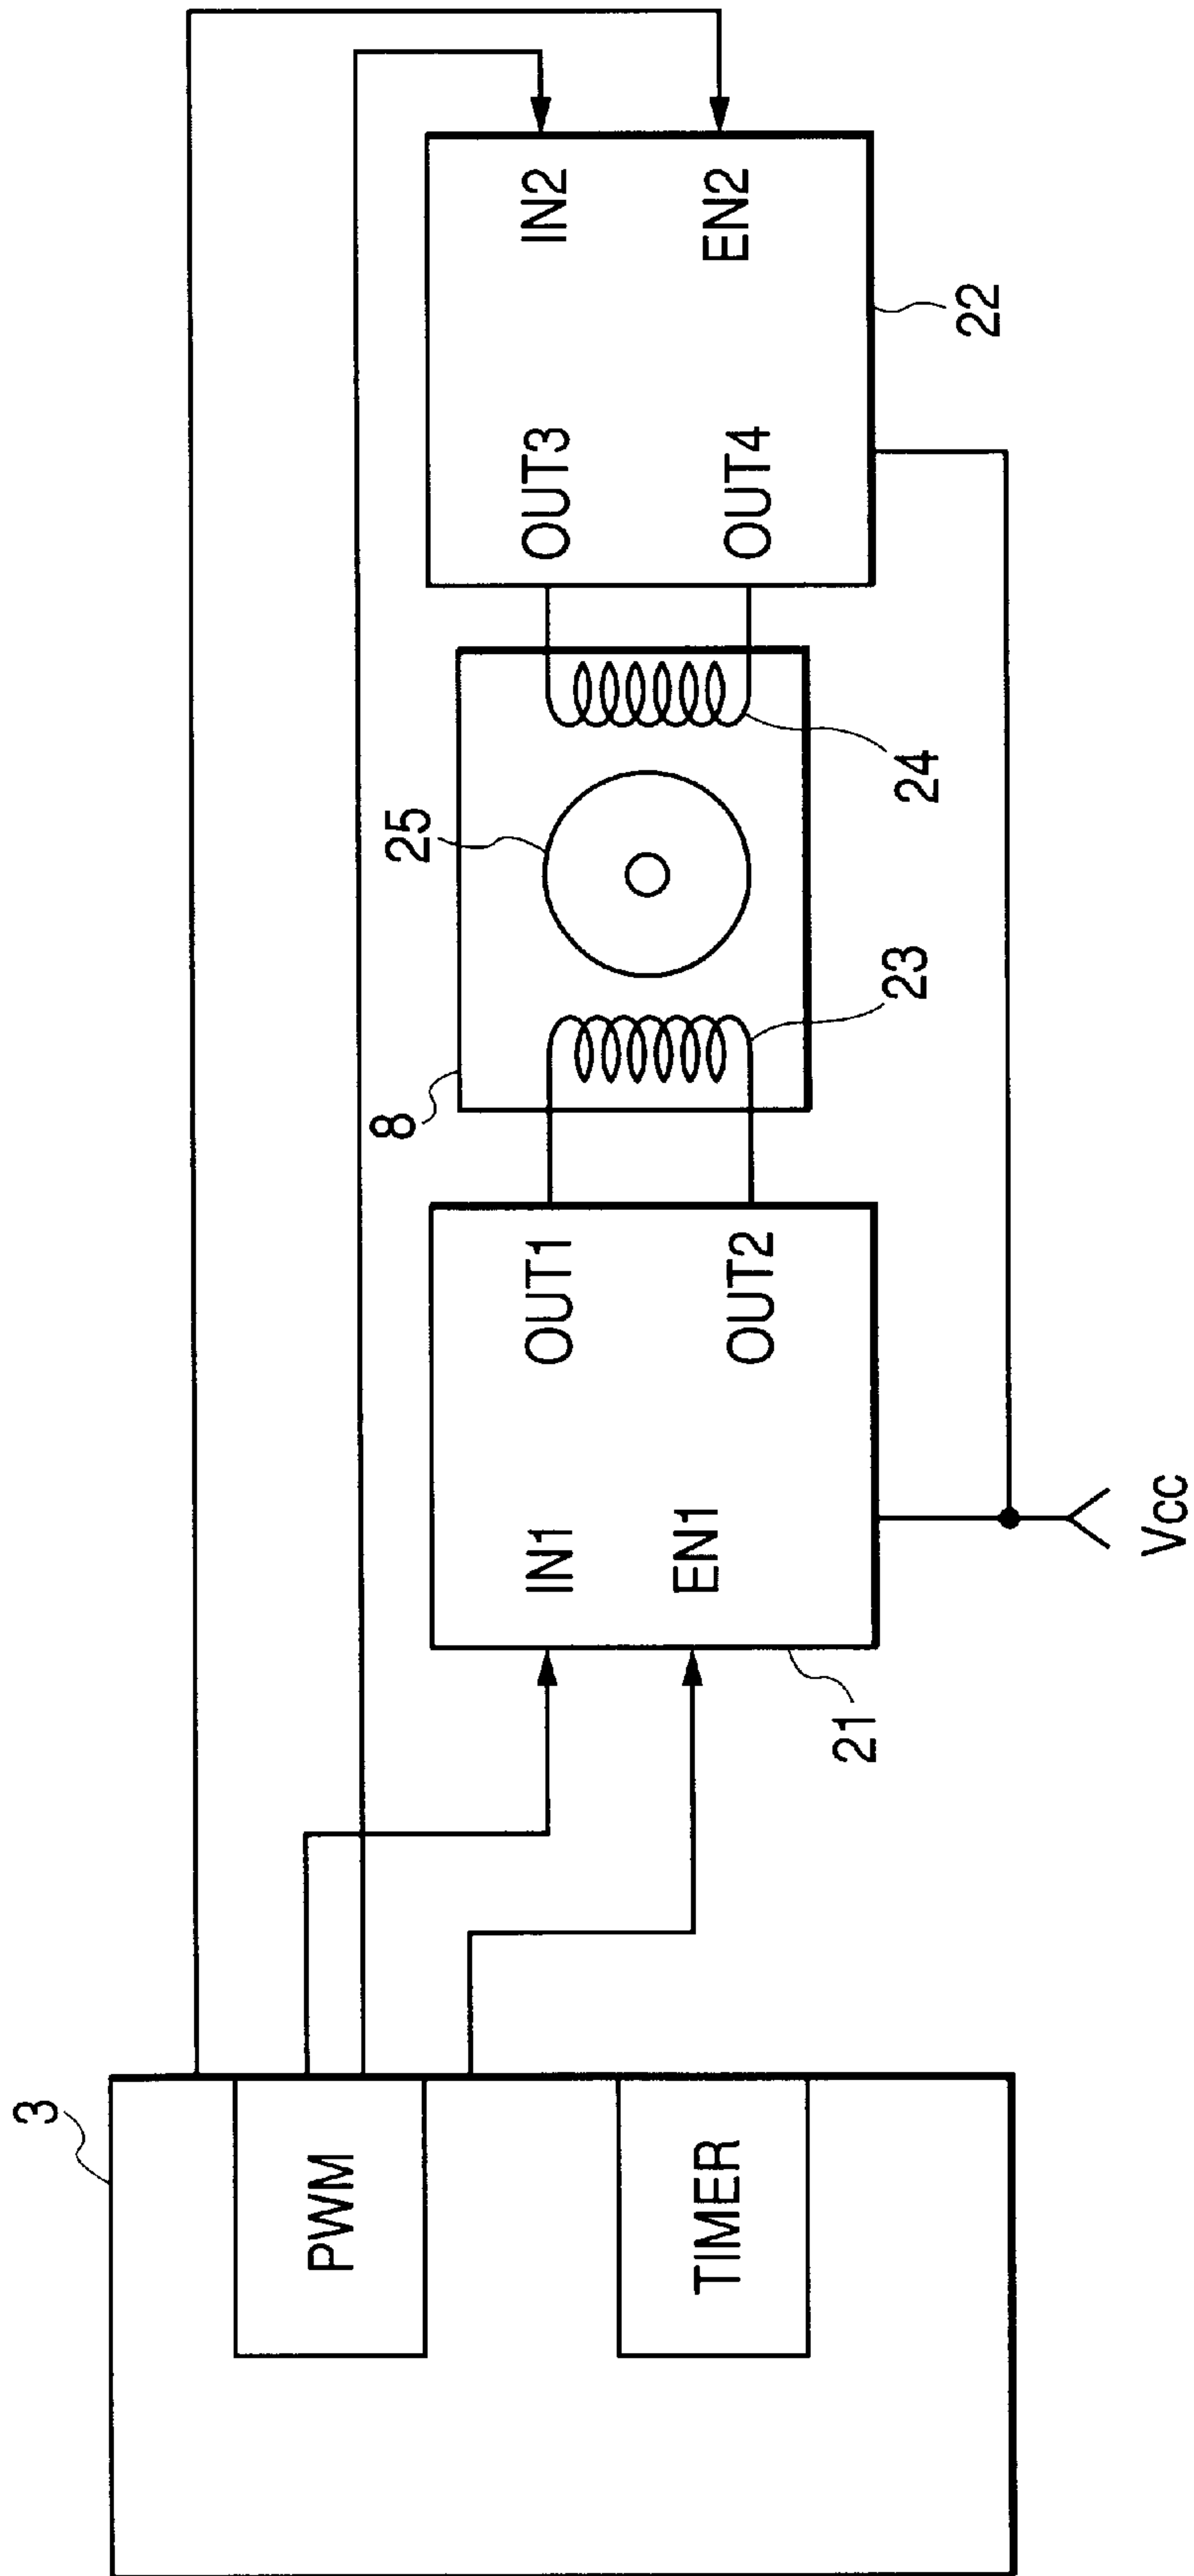 3
PWM
TIMER
21
IN1
EN1
OUT1
OUT2
Vcc
8
23
25
24
OUT3
OUT4
IN2
EN2
22